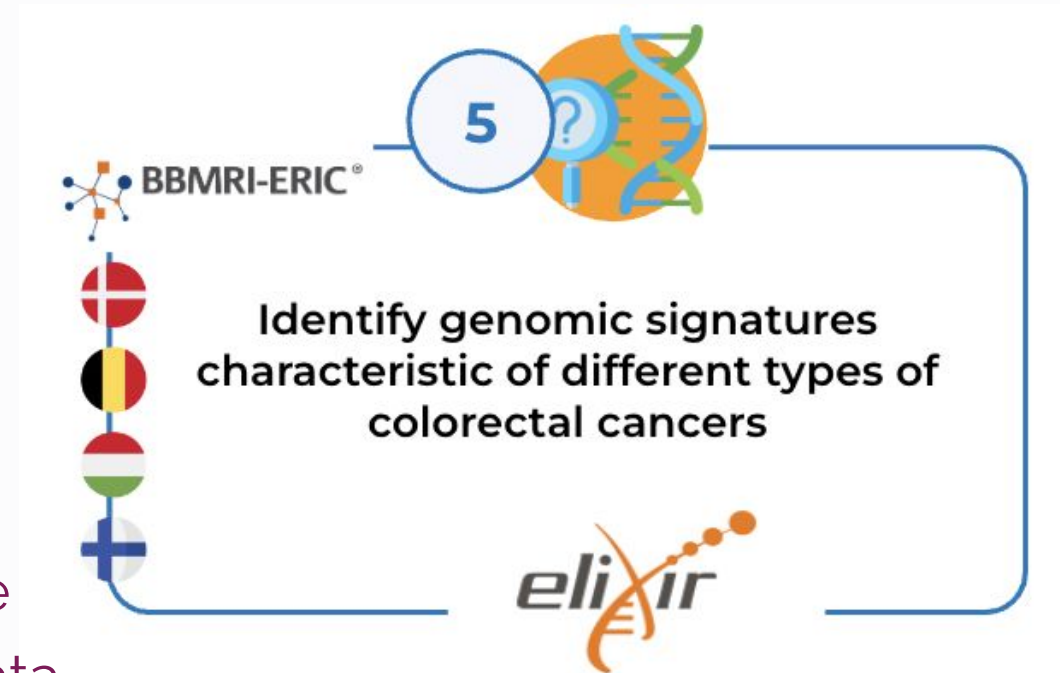 5
?
BBMRI-ERIC®
Identify genomic signatures
characteristic of different types of
colorectal cancers
elixir
e